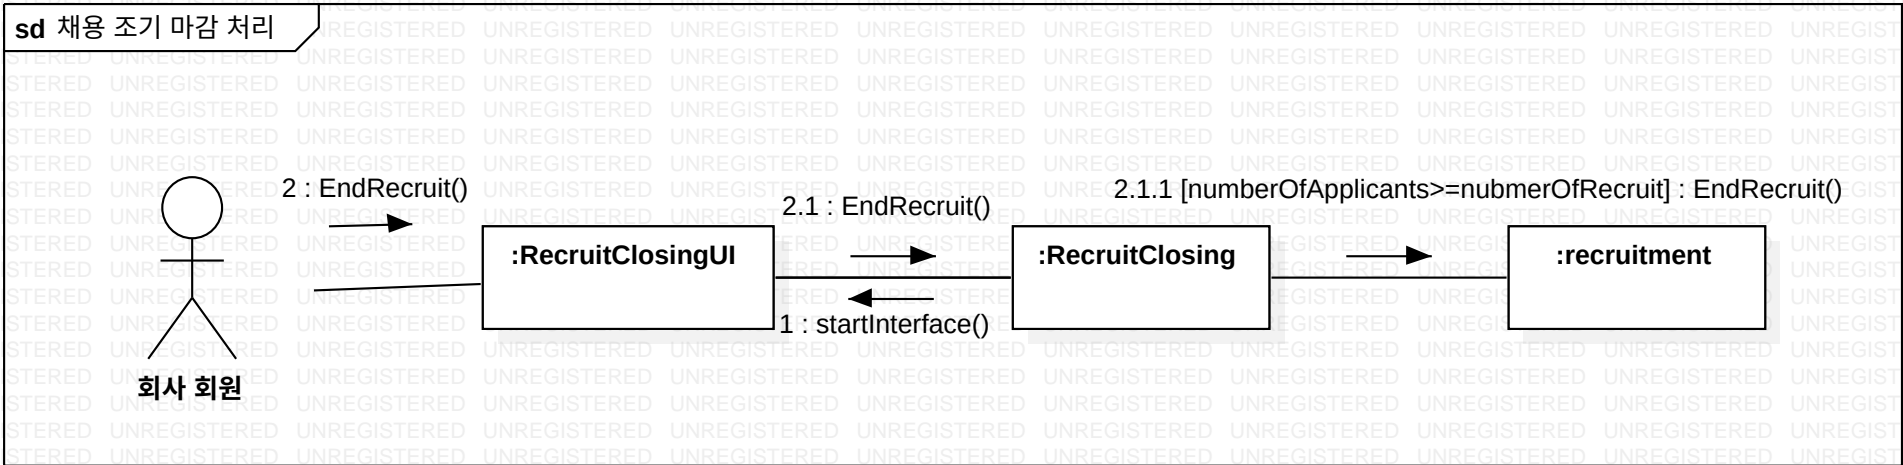 sd 채용 조기 마감 처리
2 : EndRecruit()
2.1 : EndRecruit()
2.1.1 [numberOfApplicants>=nubmerOfRecruit] : EndRecruit()
:RecruitClosingUI
:RecruitClosing
:recruitment
1 : startInterface()
회사 회원
UNREGISTERED